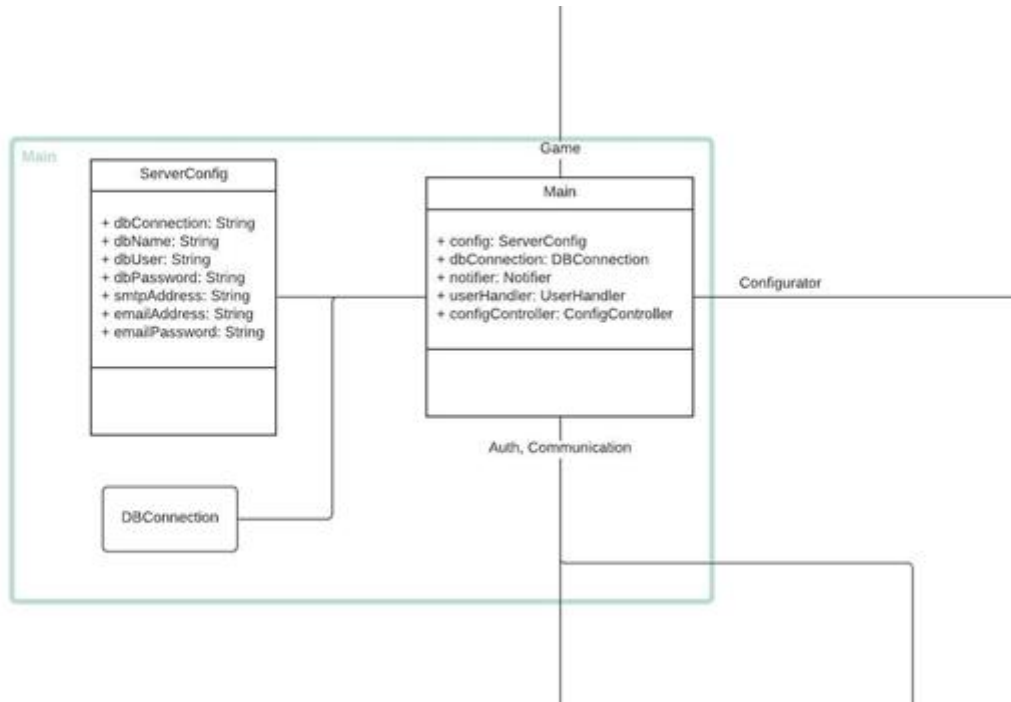 Game
Main
ServerConfig
+ dbConnection: String
+ dbName: String
+ dbUser: String
+ dbPassword: String
+ smtpAddress: String
+ emailAddress: String
+ emailPassword: String
Main
+ config: ServerConfig
+ dbConnection: DBConnection
+ notifier: Notifier
+ userHandler: UserHandler
+ configController: ConfigController
Configurator
Auth, Communication
DBConnection